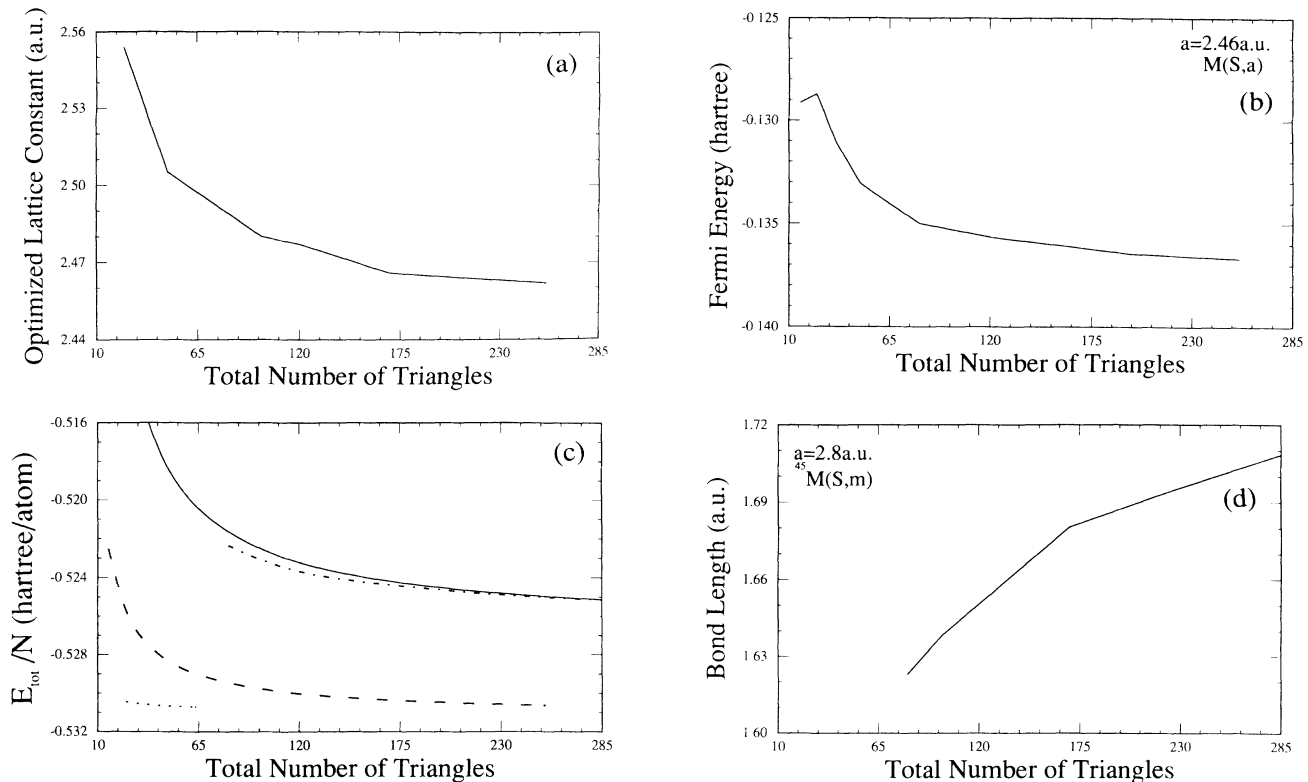 Optimized Lattice Constant (a.u.)
2.56
2.53
2 50
2.47
2.44
(a)
10 65 120 175 230 285
Total Number of Triangles
Fermi Energy (hartree)
-0.125
-0.130
-0.135
-0.140
a=2.46a.u.
M(S,a)
(b)
10 65 120 175 230 285
Total Number of Triangles
E_tot /N (hartree/atom)
-0.516
-0.520
-0.524
-0.528
-0.532
(c)
10 65 120 175 230 285
Total Number of Triangles
Bond Length (a.u.)
1.72
1.69
1.66
1 63
1 60
a=2.8a.u.
45M(S,m)
(d)
10 65 120 175 230 285
Total Number of Triangles